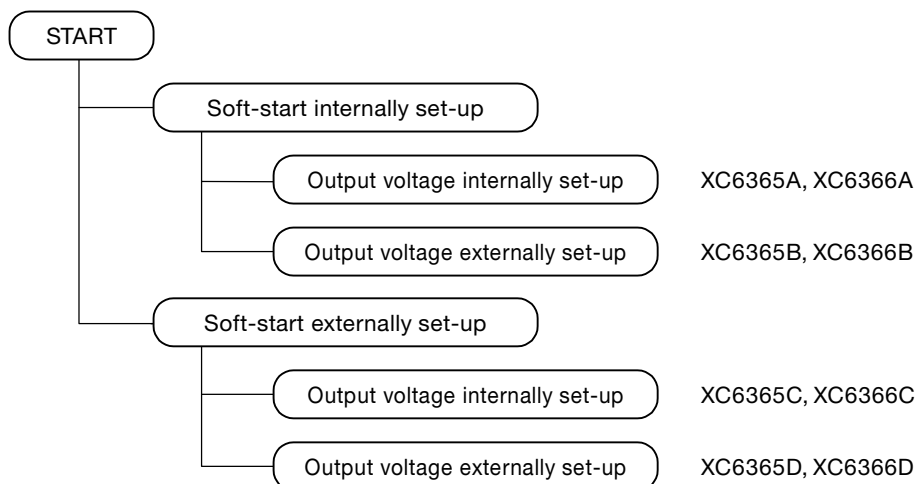 START
Soft-start internally set-up
Output voltage internally set-up XC6365A, XC6366A
Output voltage externally set-up XC6365B, XC6366B
Soft-start externally set-up
Output voltage internally set-up XC6365C, XC6366C
Output voltage externally set-up XC6365D, XC6366D